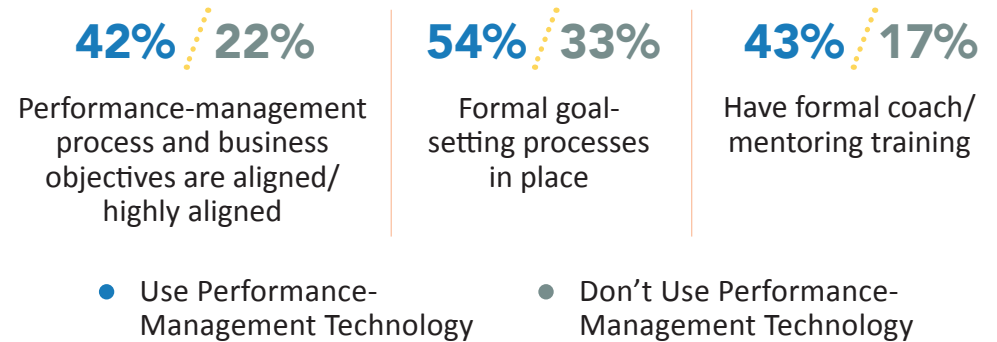 42% / 22%
Performance-management
process and business
objectives are aligned/
highly aligned
54% / 33%
Formal goal-
setting processes
in place
43% / 17%
Have formal coach/
mentoring training
Use Performance-
Management Technology
Don’t Use Performance-
Management Technology